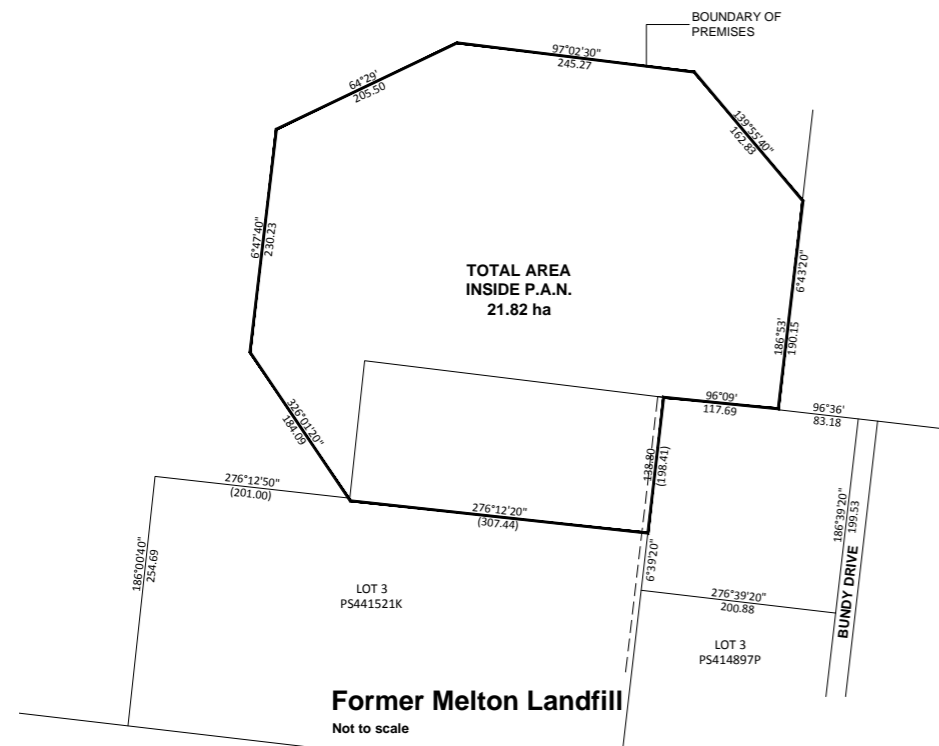 BOUNDARY OF
PREMISES
97°02'30"
245.27
64°29'
205.50
139°55'40"
162.83
6°47'40"
230.23
6°43'20"
TOTAL AREA
INSIDE P.A.N.
21.82 ha
186°53'
190.15
326°01'20"
184.09
96°09'
117.69
96°36'
83.18
138.80
(198.41)
276°12'50"
(201.00)
276°12'20"
(307.44)
186°39'20"
199.53
186°00'40"
254.69
6°39'20"
BUNDY DRIVE
276°39'20"
200.88
LOT 3
PS441521K
LOT 3
PS414897P
Former Melton Landfill
Not to scale